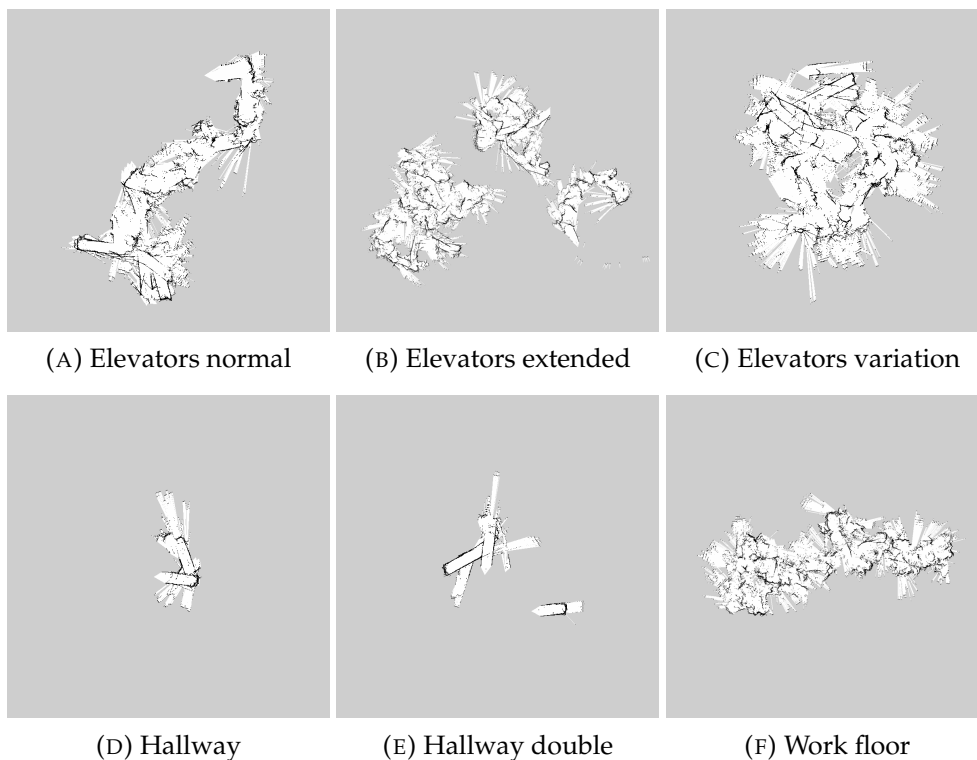 (A) Elevators normal
(B) Elevators extended
(C) Elevators variation
(D) Hallway
(E) Hallway double
(F) Work floor